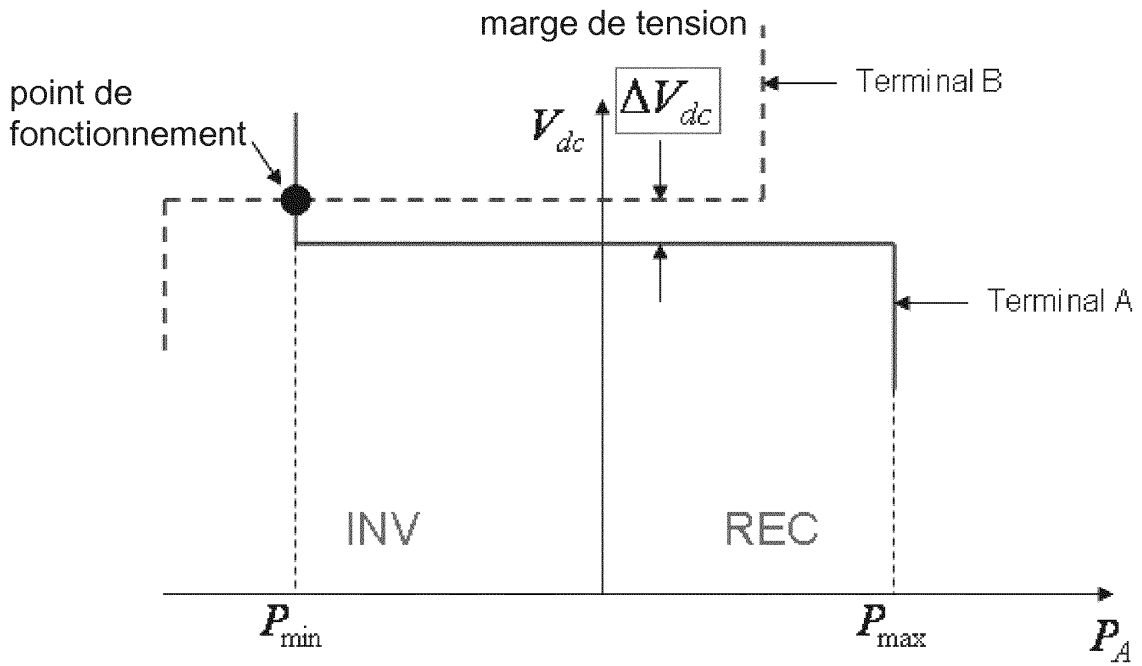 marge de tension
Terminal B
point de
fonctionnement
V_dc
ΔV_dc
Terminal A
INV
REC
P_min
P_max
P_A